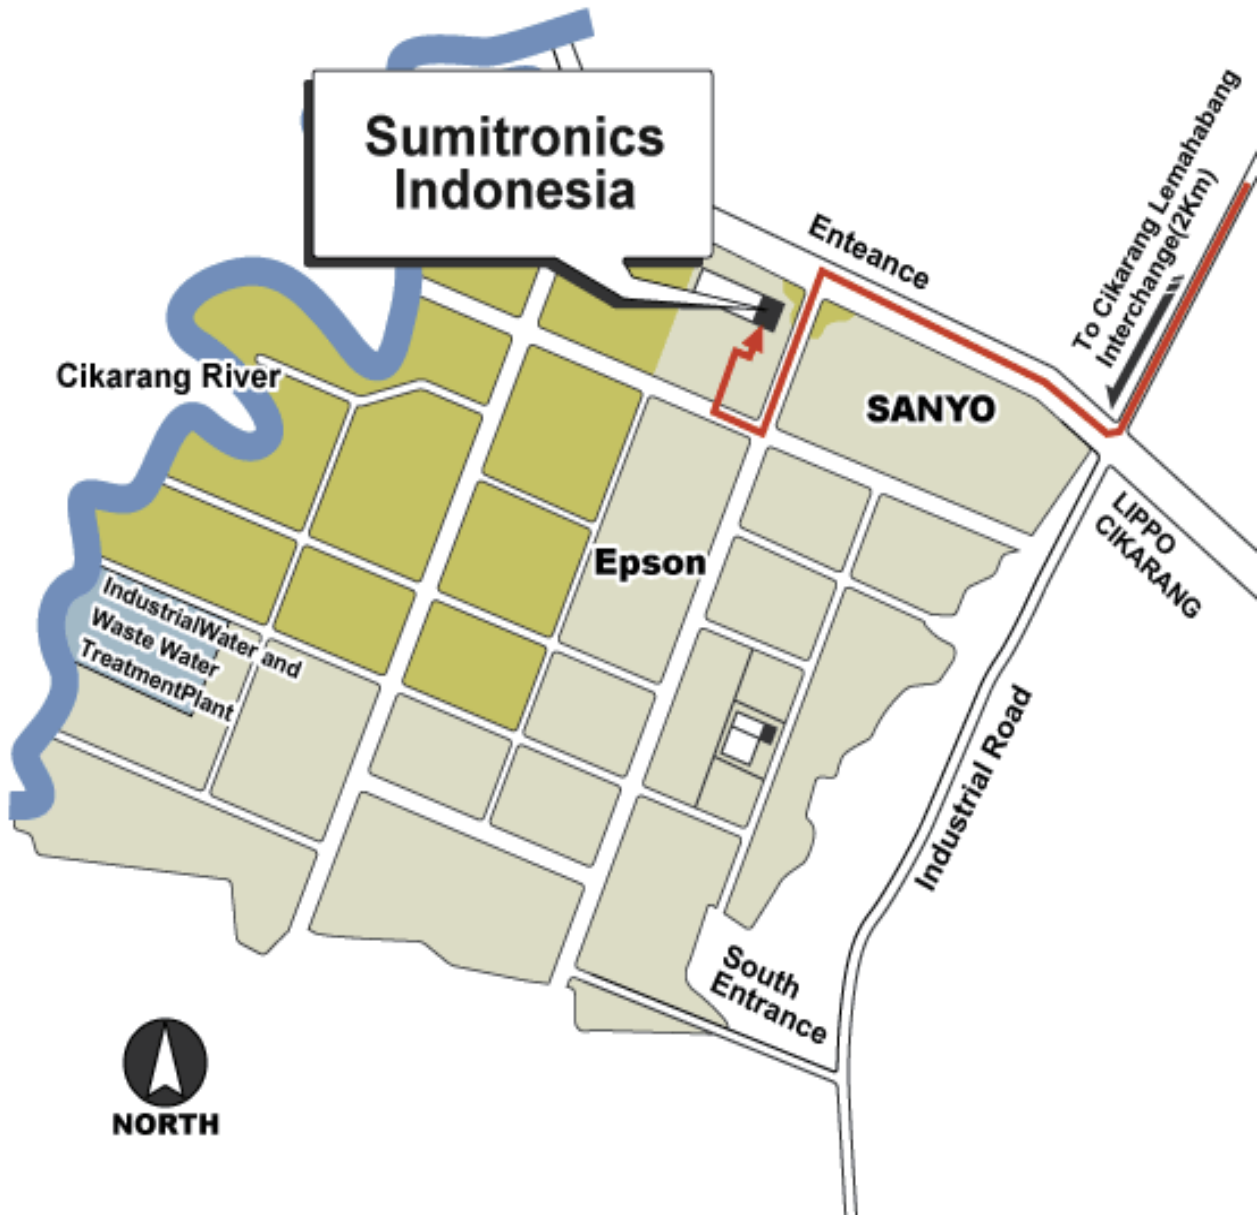 Sumitronics
Indonesia
Enteance
To Cikarang Lemahabang
Interchange(2Km)
Cikarang River
SANYO
LIPPO
CIKARANG
Epson
IndustrialWater and
Waste Water
TreatmentPlant
Industrial Road
South
Entrance
NORTH